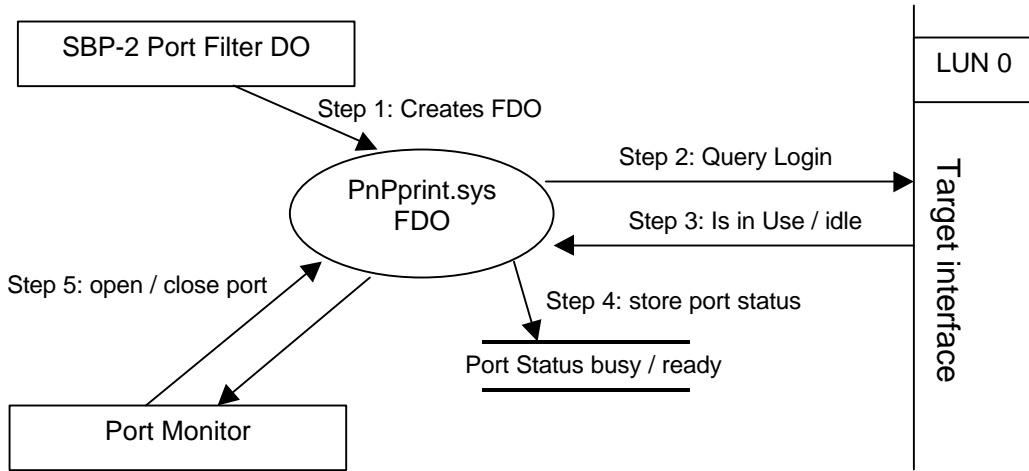 SBP-2 Port Filter DO
LUN 0
Step 1: Creates FDO
Step 2: Query Login
PnPprint.sys
FDO
Step 3: Is in Use / idle
Target interface
Step 5: open / close port
Step 4: store port status
Port Status busy / ready
Port Monitor